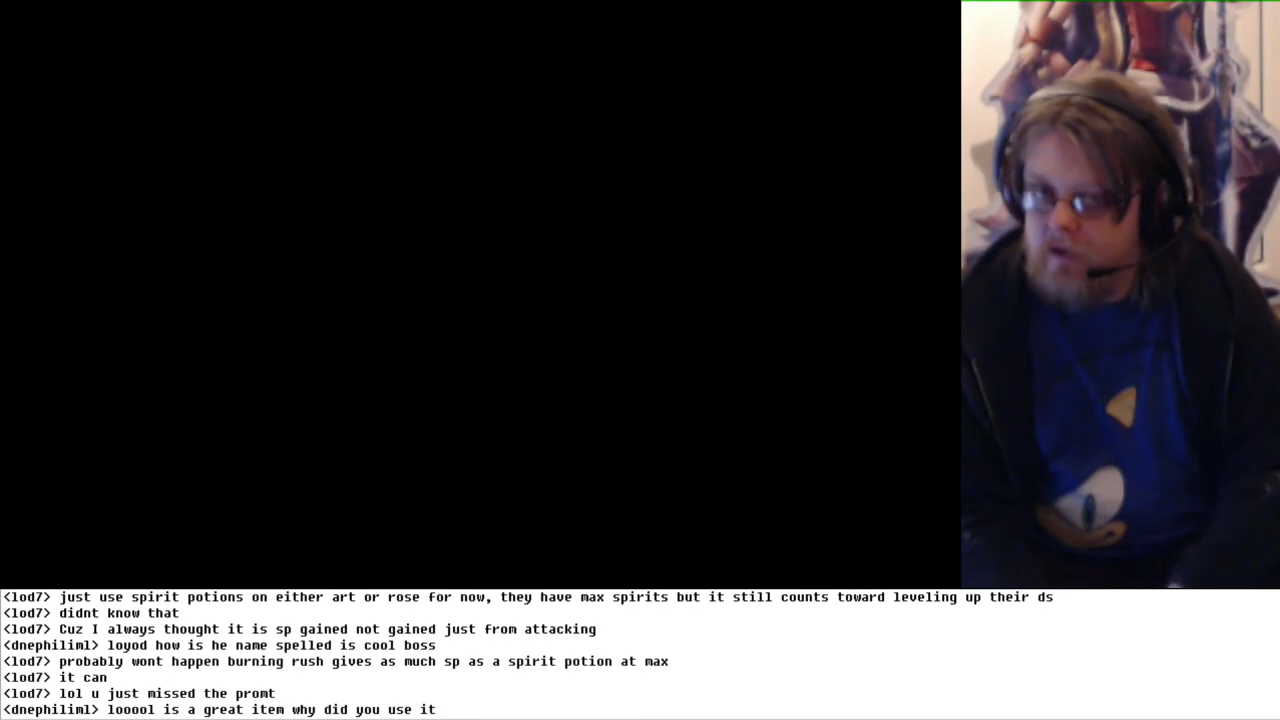 <lod7> just use spirit potions on either art or rose for now, they have max spirits but it still counts toward leveling up their ds
<lod7> didnt know that
<lod7> Cuz I always thought it is sp gained not gained just from attacking
<dnephiliml> loyod how is he name spelled is cool boss
<lod7> probably wont happen burning rush gives as much sp as a spirit potion at max
<lod7> it can
<lod7> lol u just missed the promt
<dnephiliml> looool is a great item why did you use it